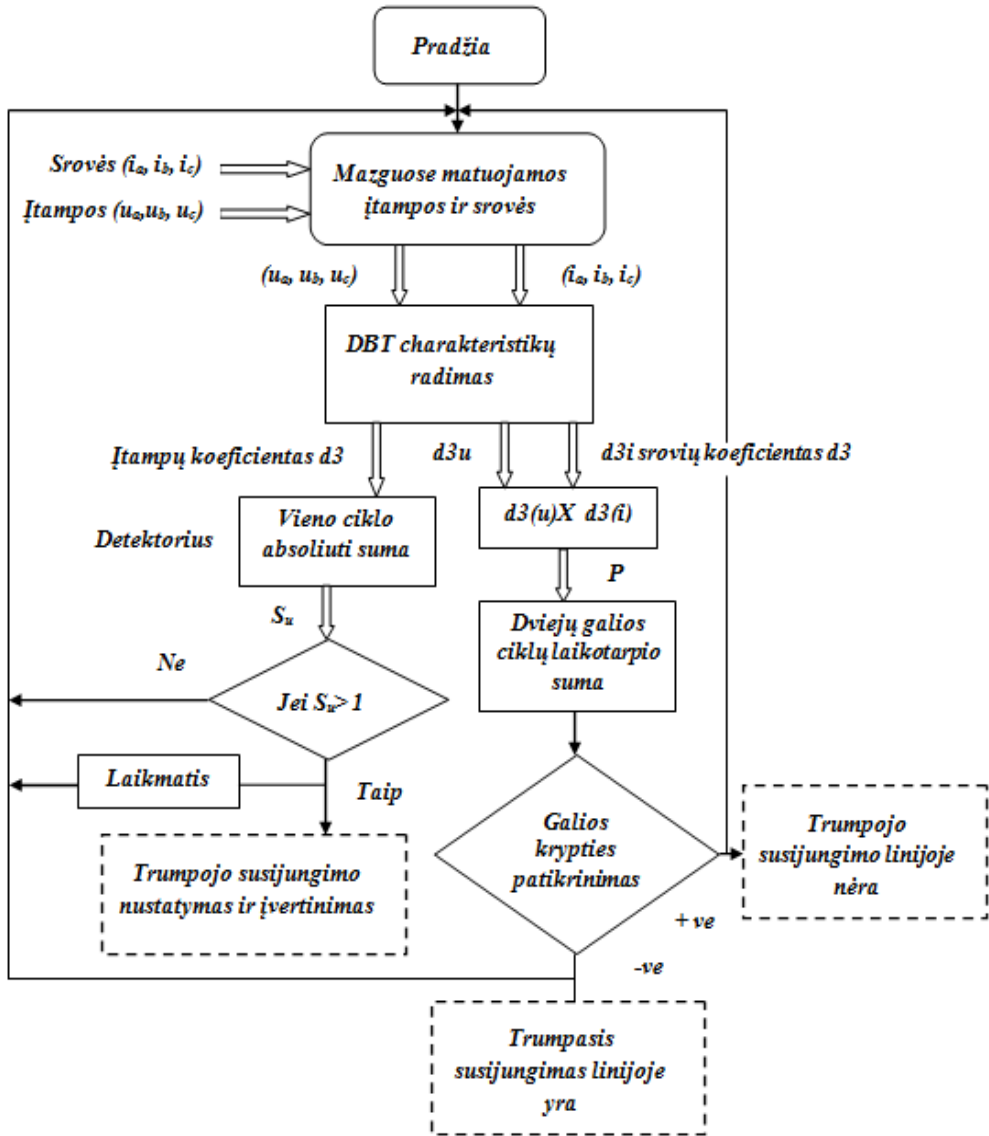 Pradžia
Srovės (ia, ib, ic)
Įtampos (ua,ub, uc)
Mazguose matuojamos
įtampos ir srovės
(ua, ub, uc)
(ia, ib, ic)
DBT charakteristikų
radimas
Įtampų koeficientas d3
d3u
d3i srovių koeficientas d3
Detektorius
Vieno ciklo
absoliuti suma
d3(u)X d3(i)
P
Su
Dviejų galios
ciklų laikotarpio
suma
Ne
Jei Su>1
Laikmatis
Taip
Galios
krypties
patikrinimas
Trumpojo
susijungimo linijoje
nėra
Trumpojo susijungimo
nustatymas ir įvertinimas
+ve
-ve
Trumpasis
susijungimas linijoje
yra